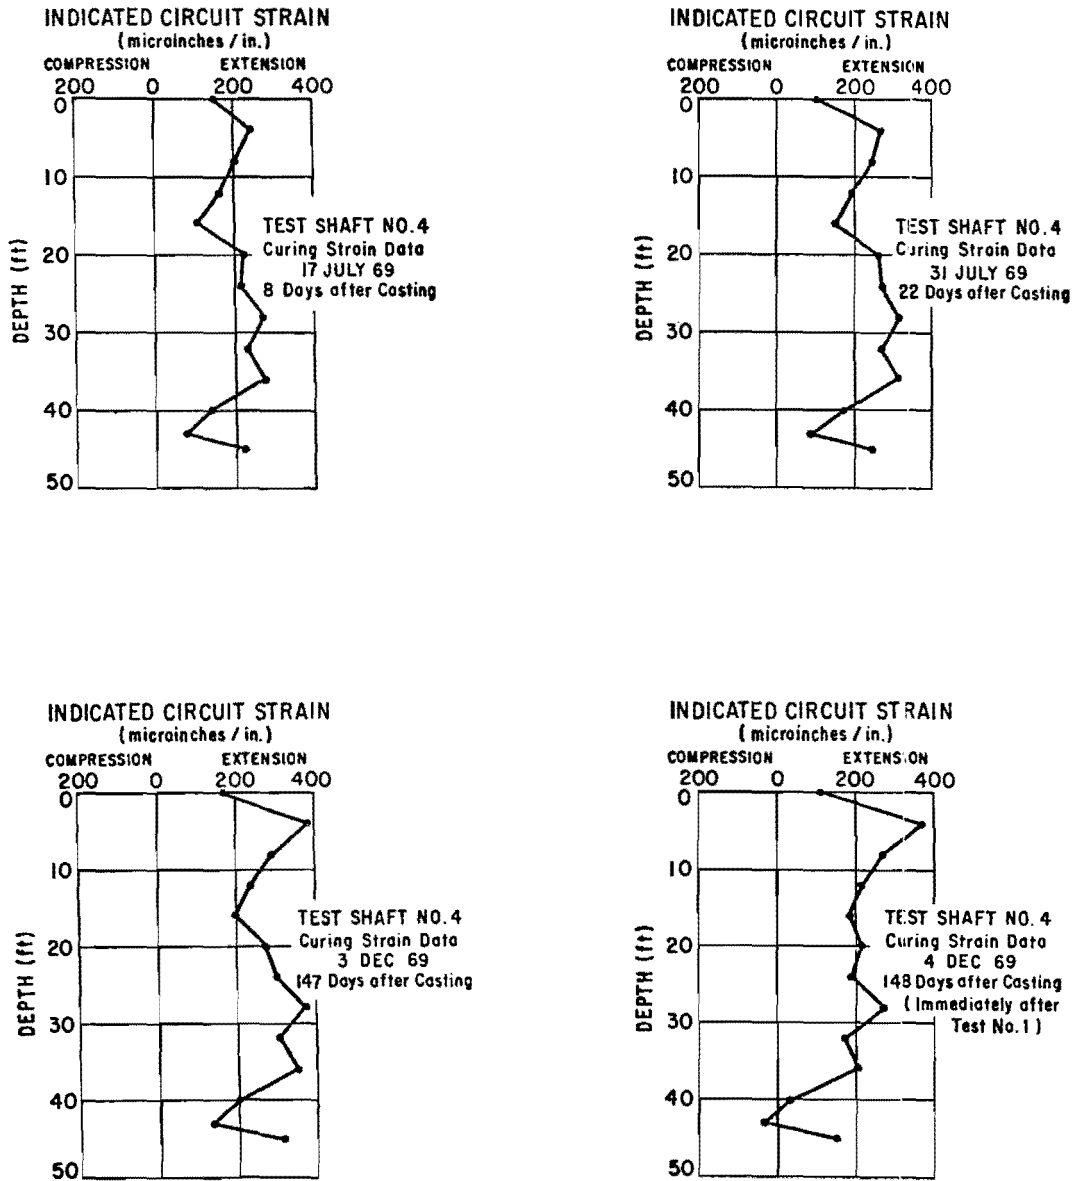 INDICATED CIRCUIT STRAIN
(microinches / in.)
COMPRESSION EXTENSION
200 0 200 400
0
10
20
30
40
50
DEPTH (ft)
TEST SHAFT NO. 4
Curing Strain Data
17 JULY 69
8 Days after Casting
INDICATED CIRCUIT STRAIN
(microinches / in.)
COMPRESSION EXTENSION
200 0 200 400
0
10
20
30
40
50
DEPTH (ft)
TEST SHAFT NO. 4
Curing Strain Data
31 JULY 69
22 Days after Casting
INDICATED CIRCUIT STRAIN
(microinches / in.)
COMPRESSION EXTENSION
200 0 200 400
0
10
20
30
40
50
DEPTH (ft)
TEST SHAFT NO. 4
Curing Strain Data
3 DEC 69
147 Days after Casting
INDICATED CIRCUIT STRAIN
(microinches / in.)
COMPRESSION EXTENSION
200 0 200 400
0
10
20
30
40
50
DEPTH (ft)
TEST SHAFT NO. 4
Curing Strain Data
4 DEC 69
148 Days after Casting
(Immediately after
Test No. 1)